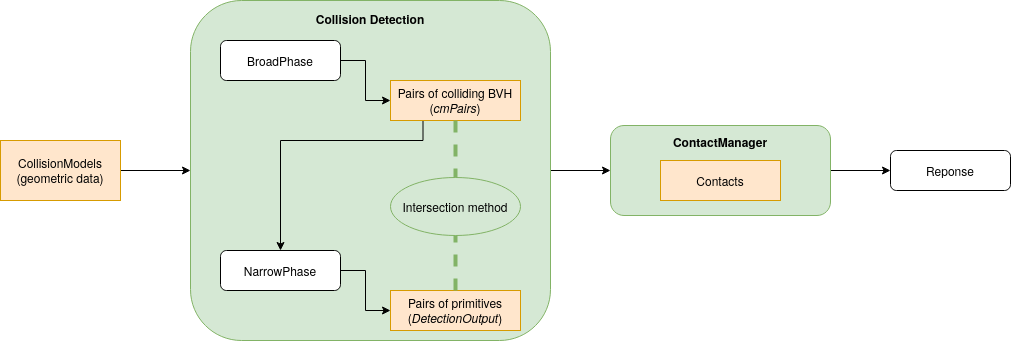 Collision Detection
BroadPhase
Pairs of colliding BVH
(cmPairs)
CollisionModels
(geometric data)
Intersection method
NarrowPhase
Pairs of primitives
(DetectionOutput)
ContactManager
Contacts
Reponse